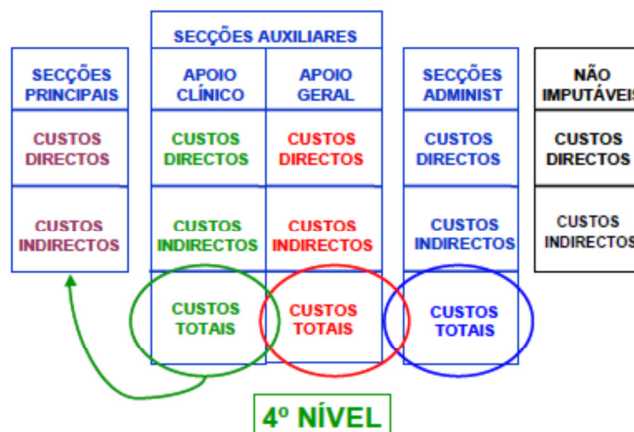 SECÇÕES AUXILIARES
SECÇÕES
PRINCIPAIS
APOIO
CLÍNICO
APOIO
GERAL
SECÇÕES
ADMINIST
NÃO
IMPUTÁVEIS
CUSTOS
DIRECTOS
CUSTOS
DIRECTOS
CUSTOS
DIRECTOS
CUSTOS
DIRECTOS
CUSTOS
DIRECTOS
CUSTOS
INDIRECTOS
CUSTOS
INDIRECTOS
CUSTOS
INDIRECTOS
CUSTOS
INDIRECTOS
CUSTOS
INDIRECTOS
CUSTOS
TOTAIS
CUSTOS
TOTAIS
CUSTOS
TOTAIS
4º NÍVEL